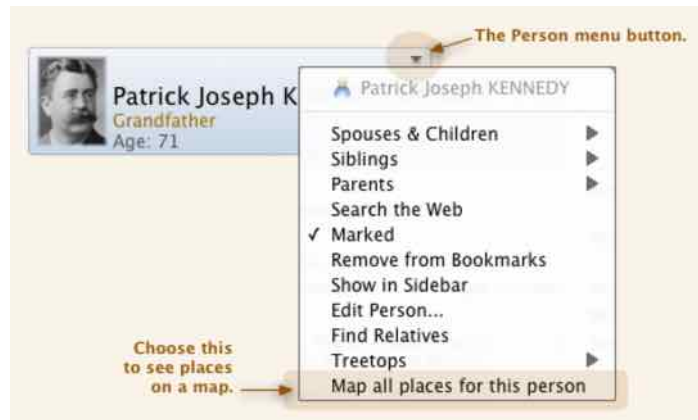 The Person menu button.
Patrick Joseph K
Grandfather
Age: 71
Patrick Joseph KENNEDY
Spouses & Children
Siblings
Parents
Search the Web
✓ Marked
Remove from Bookmarks
Show in Sidebar
Edit Person...
Find Relatives
Treetops
Map all places for this person
Choose this
to see places
on a map.